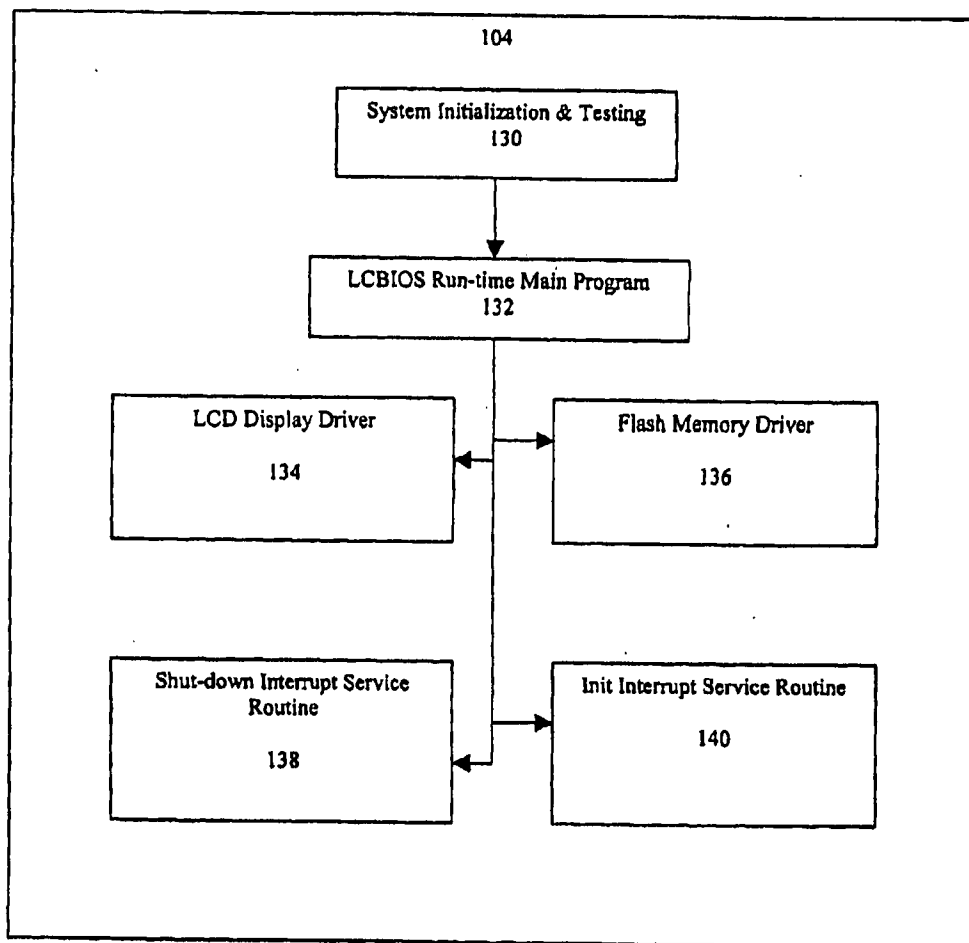 104
System Initialization & Testing
130
LCBIOS Run-time Main Program
132
LCD Display Driver
134
Flash Memory Driver
136
Shut-down Interrupt Service
Routine
138
Init Interrupt Service Routine
140